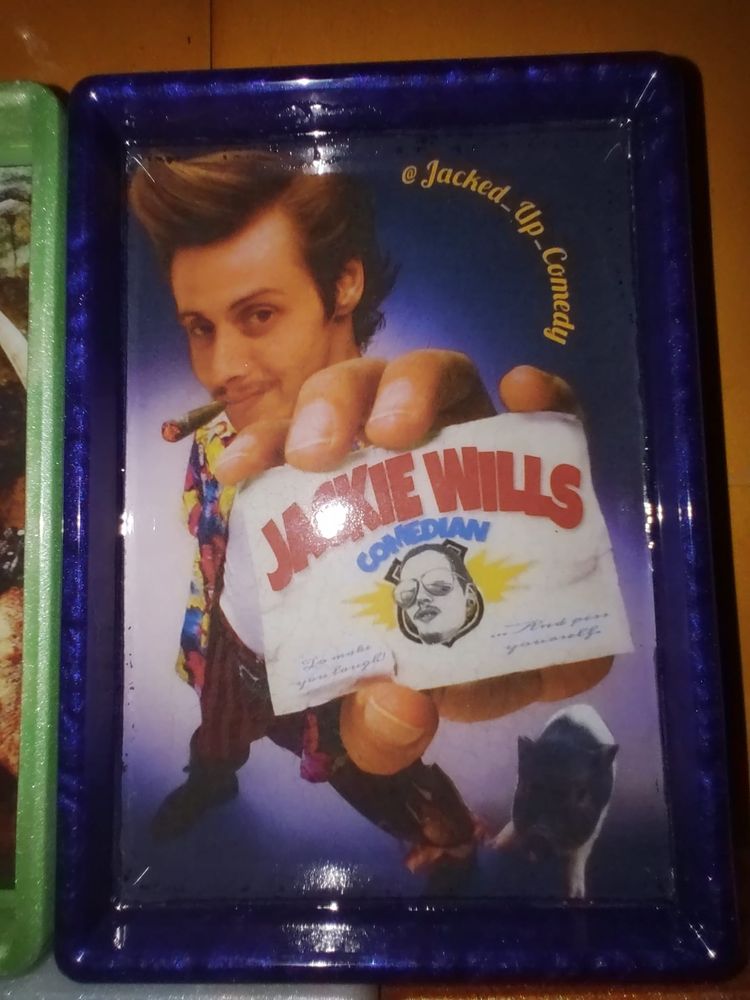 @Jacked_Up_Comedy
JACKIE WILLS
COMEDIAN
"To make
you laugh!
...And piss
yourself"